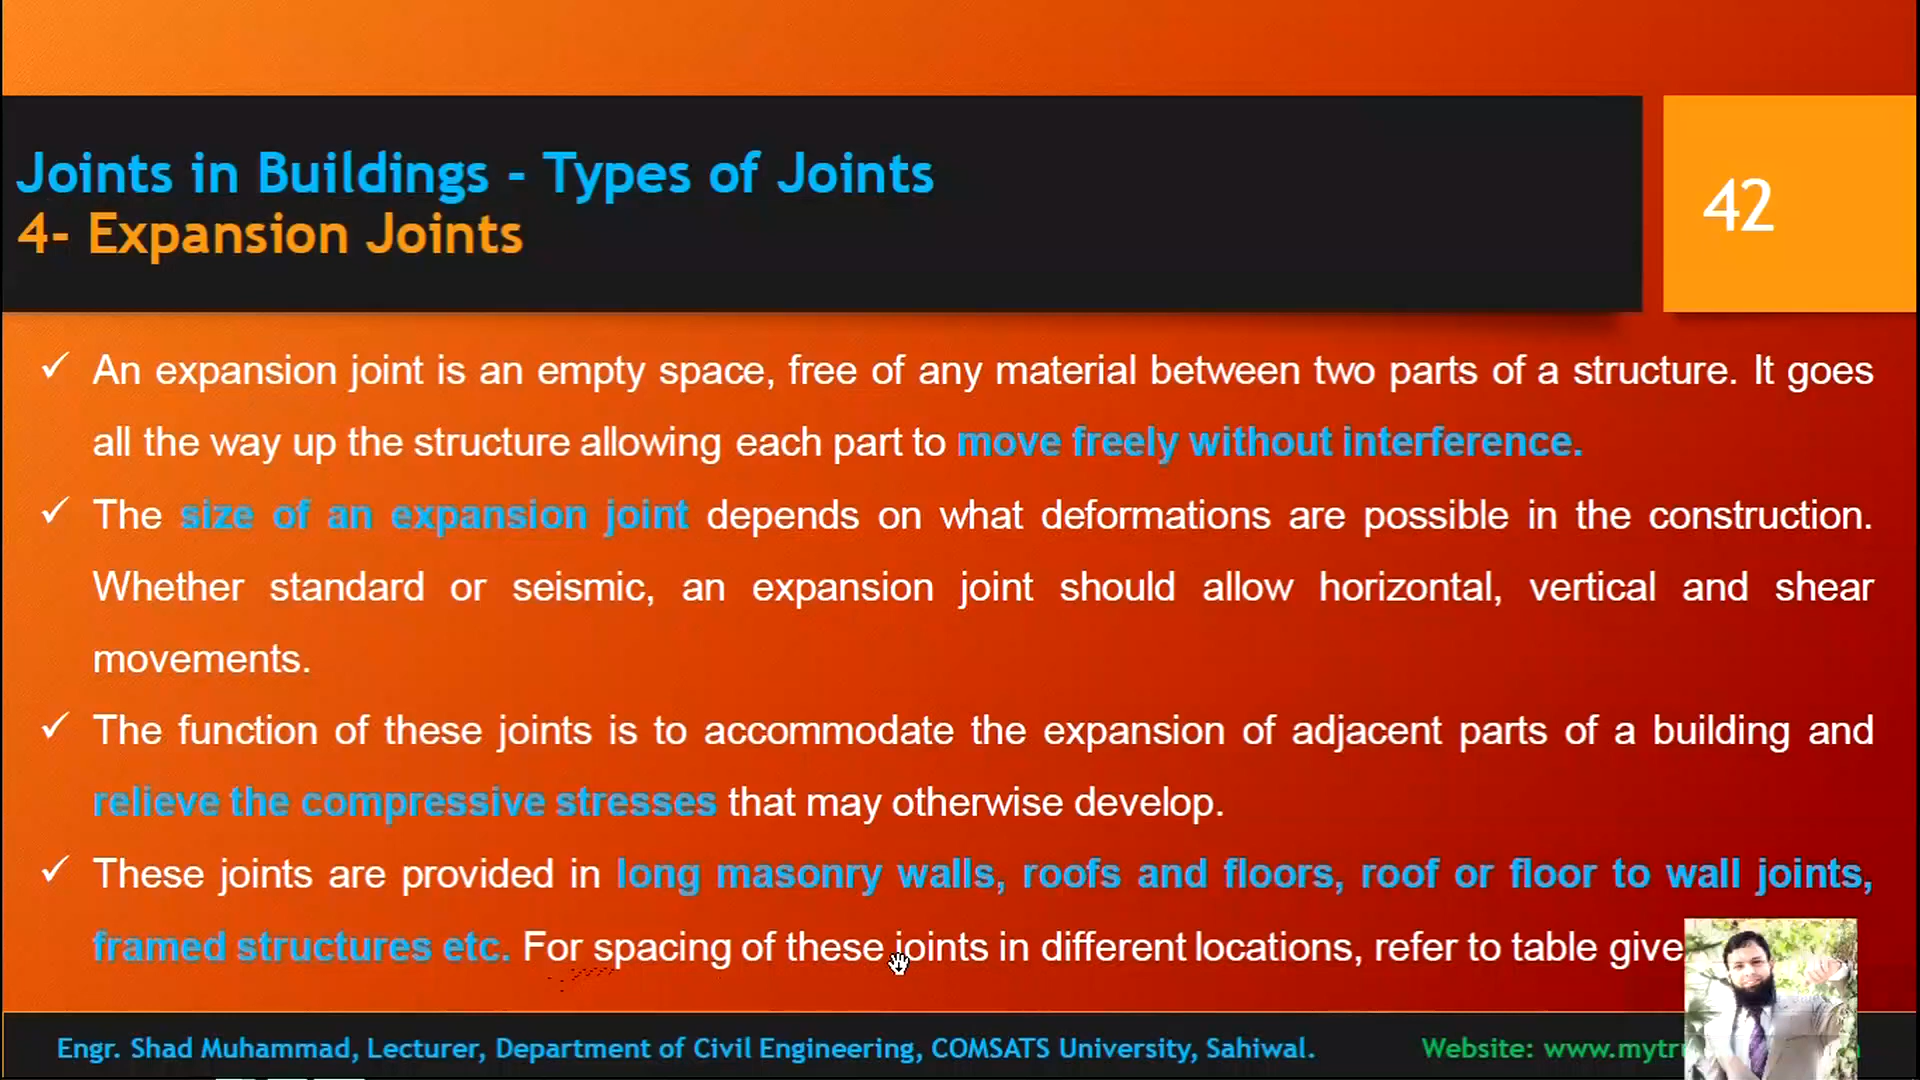 Joints in Buildings - Types of Joints
4- Expansion Joints
42
✓ An expansion joint is an empty space, free of any material between two parts of a structure. It goes
all the way up the structure allowing each part to move freely without interference.
✓ The size of an expansion joint depends on what deformations are possible in the construction.
Whether standard or seismic, an expansion joint should allow horizontal, vertical and shear
movements.
✓ The function of these joints is to accommodate the expansion of adjacent parts of a building and
relieve the compressive stresses that may otherwise develop.
✓ These joints are provided in long masonry walls, roofs and floors, roof or floor to wall joints,
framed structures etc. For spacing of these joints in different locations, refer to table give
Engr. Shad Muhammad, Lecturer, Department of Civil Engineering, COMSATS University, Sahiwal.
Website: